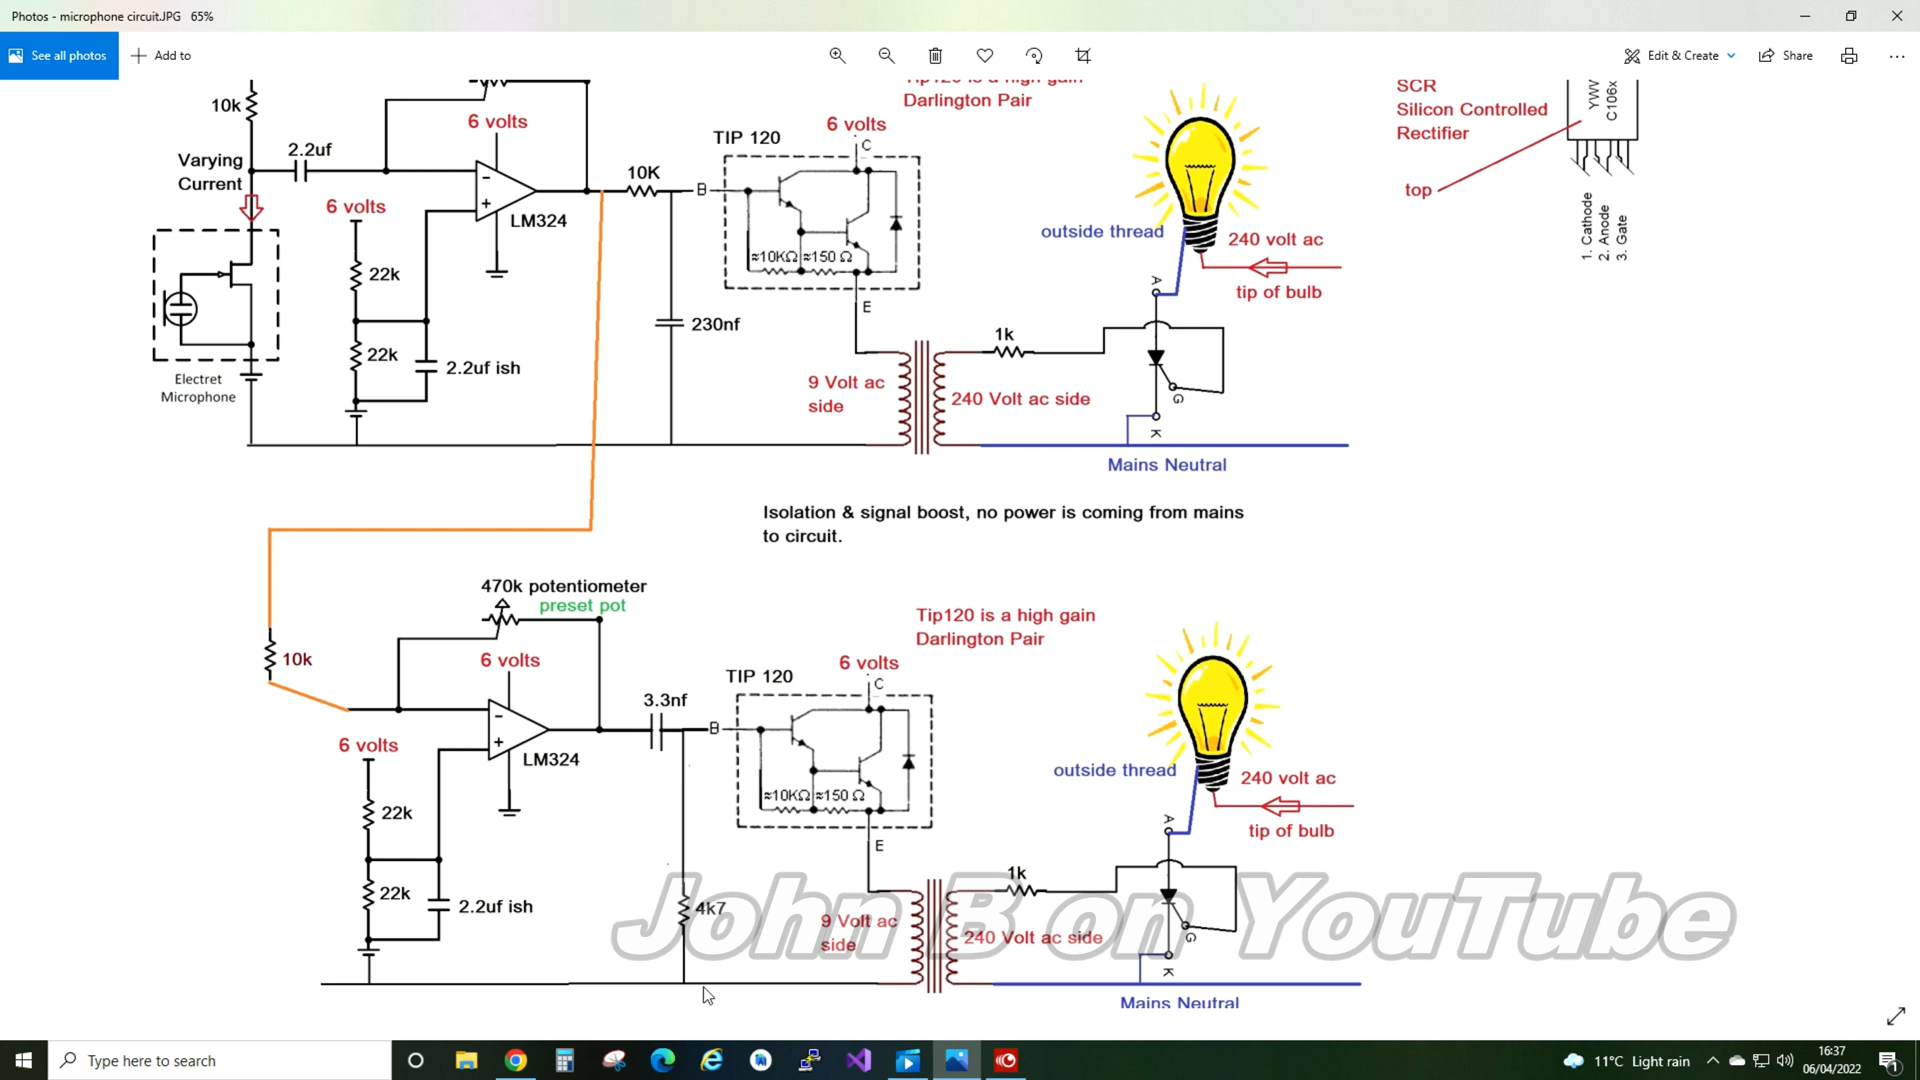 Photos - microphone circuit.JPG 65%
See all photos
Add to
Edit & Create
Share
Tip120 is a high gain
Darlington Pair
10k
6 volts
TIP 120
6 volts
C
SCR
Silicon Controlled
Rectifier
YWV
C106x
top
1. Cathode
2. Anode
3. Gate
2.2uf
Varying
Current
6 volts
-
+
LM324
10K
B
≈10KΩ ≈150 Ω
E
outside thread
240 volt ac
tip of bulb
A
22k
22k
2.2uf ish
230nf
1k
G
K
Electret
Microphone
9 Volt ac
side
240 Volt ac side
Mains Neutral
Isolation & signal boost, no power is coming from mains
to circuit.
470k potentiometer
preset pot
Tip120 is a high gain
Darlington Pair
10k
6 volts
TIP 120
6 volts
C
3.3nf
B
6 volts
-
+
LM324
≈10KΩ ≈150 Ω
E
outside thread
240 volt ac
tip of bulb
A
22k
22k
2.2uf ish
4k7
1k
G
K
9 Volt ac
side
240 Volt ac side
Mains Neutral
John B on YouTube
Type here to search
11°C Light rain
16:37
06/04/2022
1